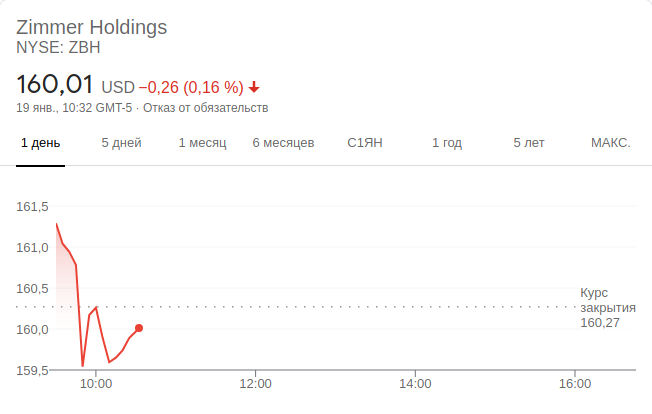 Zimmer Holdings
NYSE: ZBH
160,01 USD −0,26 (0,16 %)
19 янв., 10:32 GMT-5 · Отказ от обязательств
1 день 5 дней 1 месяц 6 месяцев С1ЯН 1 год 5 лет МАКС.
161,5
161,0
160,5
Курс
закрытия
160,27
160,0
159,5
10:00 12:00 14:00 16:00